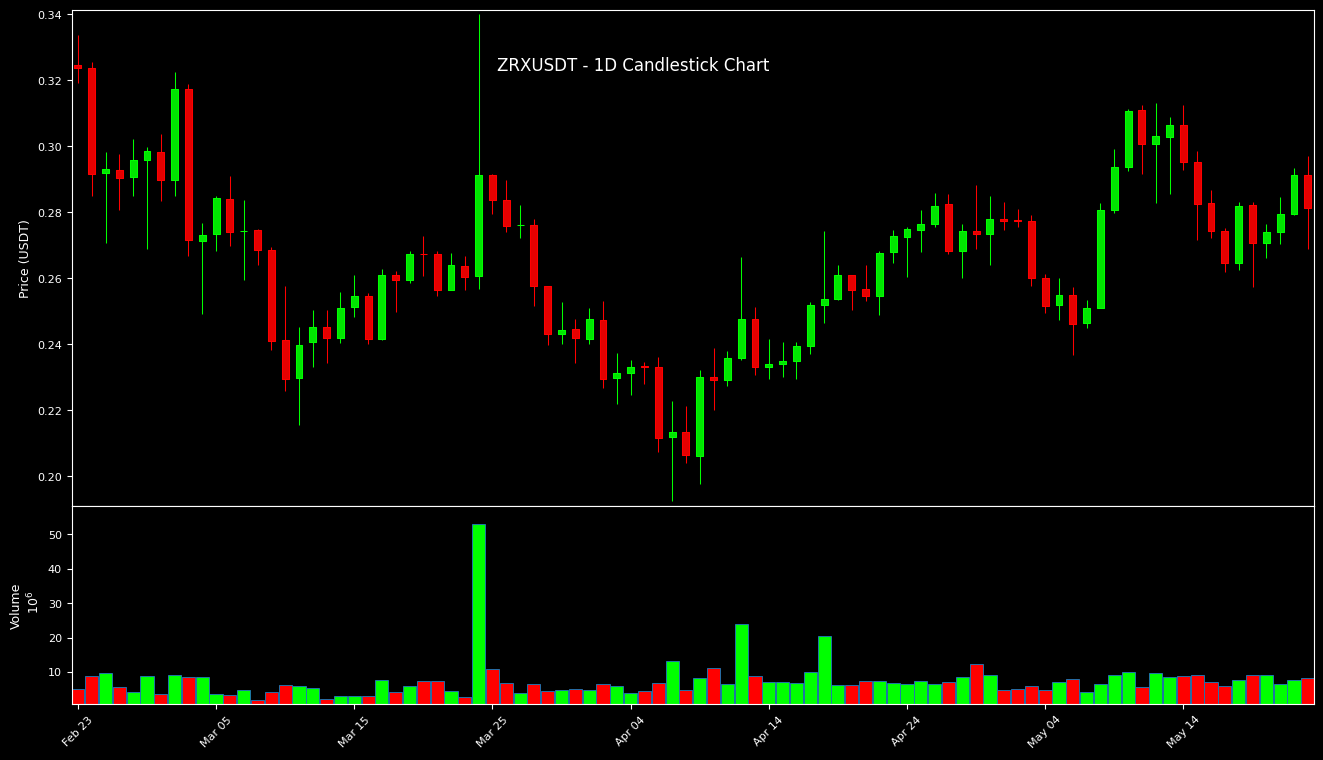 ZRXUSDT - 1D Candlestick Chart
Price (USDT)
0.34
0.32
0.30
0.28
0.26
0.24
0.22
0.20
Volume
10^6
50
40
30
20
10
Feb 23
Mar 05
Mar 15
Mar 25
Apr 04
Apr 14
Apr 24
May 04
May 14